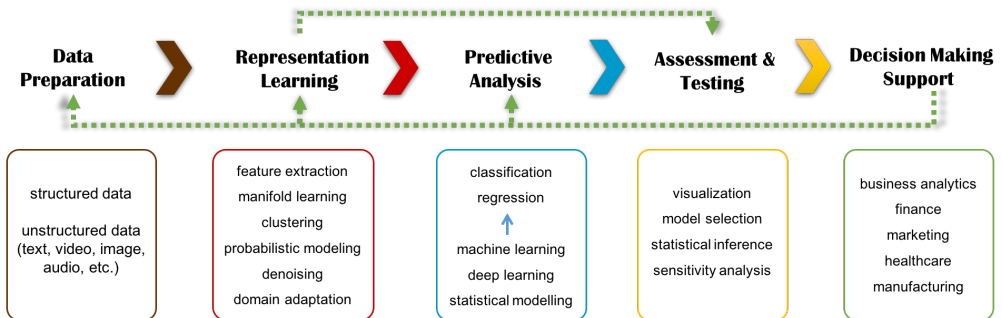 Data
Preparation
Representation
Learning
Predictive
Analysis
Assessment &
Testing
Decision Making
Support
structured data
unstructured data
(text, video, image,
audio, etc.)
feature extraction
manifold learning
clustering
probabilistic modeling
denoising
domain adaptation
classification
regression
machine learning
deep learning
statistical modelling
visualization
model selection
statistical inference
sensitivity analysis
business analytics
finance
marketing
healthcare
manufacturing